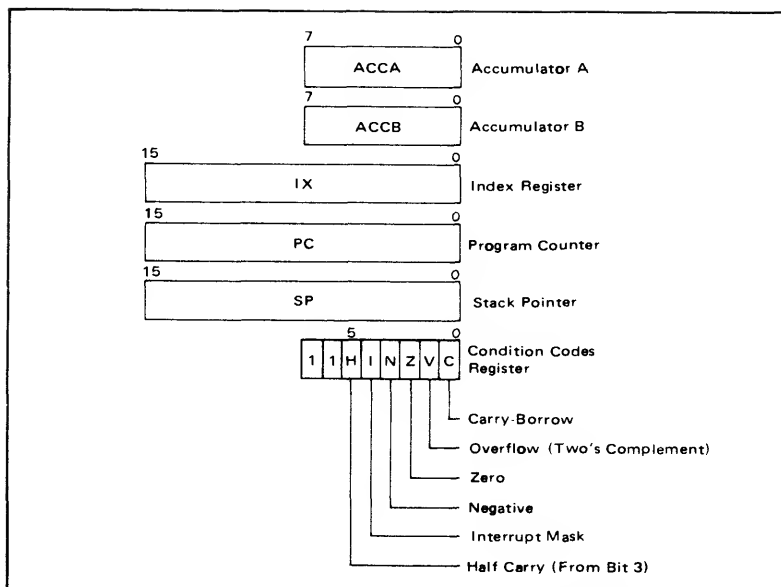 7 0
ACCA Accumulator A
7 0
ACCB Accumulator B
15 0
IX Index Register
15 0
PC Program Counter
15 0
SP Stack Pointer
5 0
1 1 H I N Z V C Condition Codes
Register
Carry-Borrow
Overflow (Two's Complement)
Zero
Negative
Interrupt Mask
Half Carry (From Bit 3)